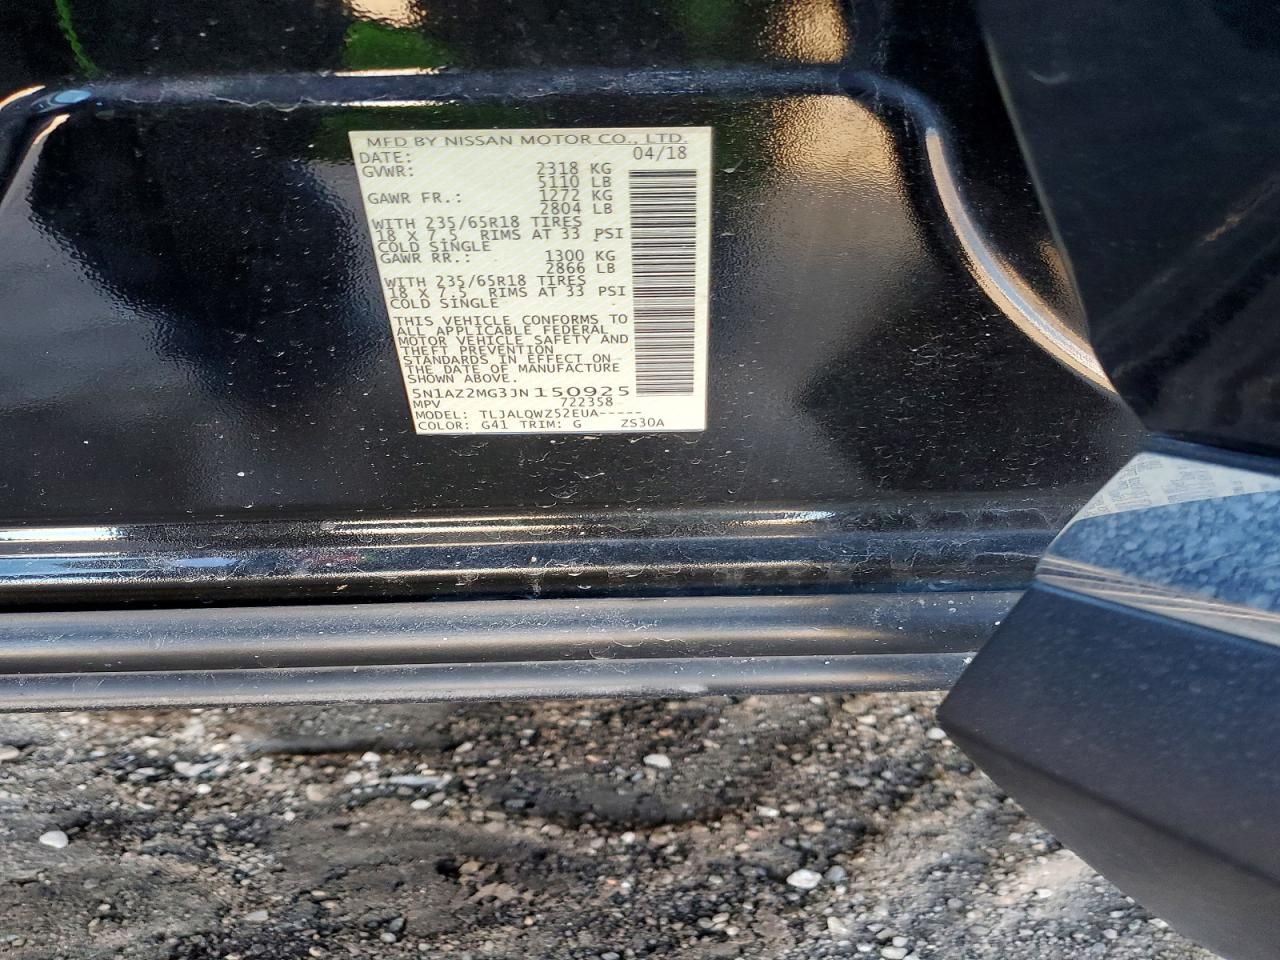 MFD BY NISSAN MOTOR CO., LTD.
DATE: 04/18
GVWR: 2318 KG
5110 LB
GAWR FR.: 1272 KG
2804 LB
WITH 235/65R18 TIRES
18 X 7.5 RIMS AT 33 PSI
COLD SINGLE
GAWR RR.: 1300 KG
2866 LB
WITH 235/65R18 TIRES
18 X 7.5 RIMS AT 33 PSI
COLD SINGLE
THIS VEHICLE CONFORMS TO
ALL APPLICABLE FEDERAL
MOTOR VEHICLE SAFETY AND
THEFT PREVENTION
STANDARDS IN EFFECT ON
THE DATE OF MANUFACTURE
SHOWN ABOVE.
5N1AZ2MG3JN150925
MPV 722358
MODEL: TLJALQWZ52EUA-----
COLOR: G41 TRIM: G ZS30A